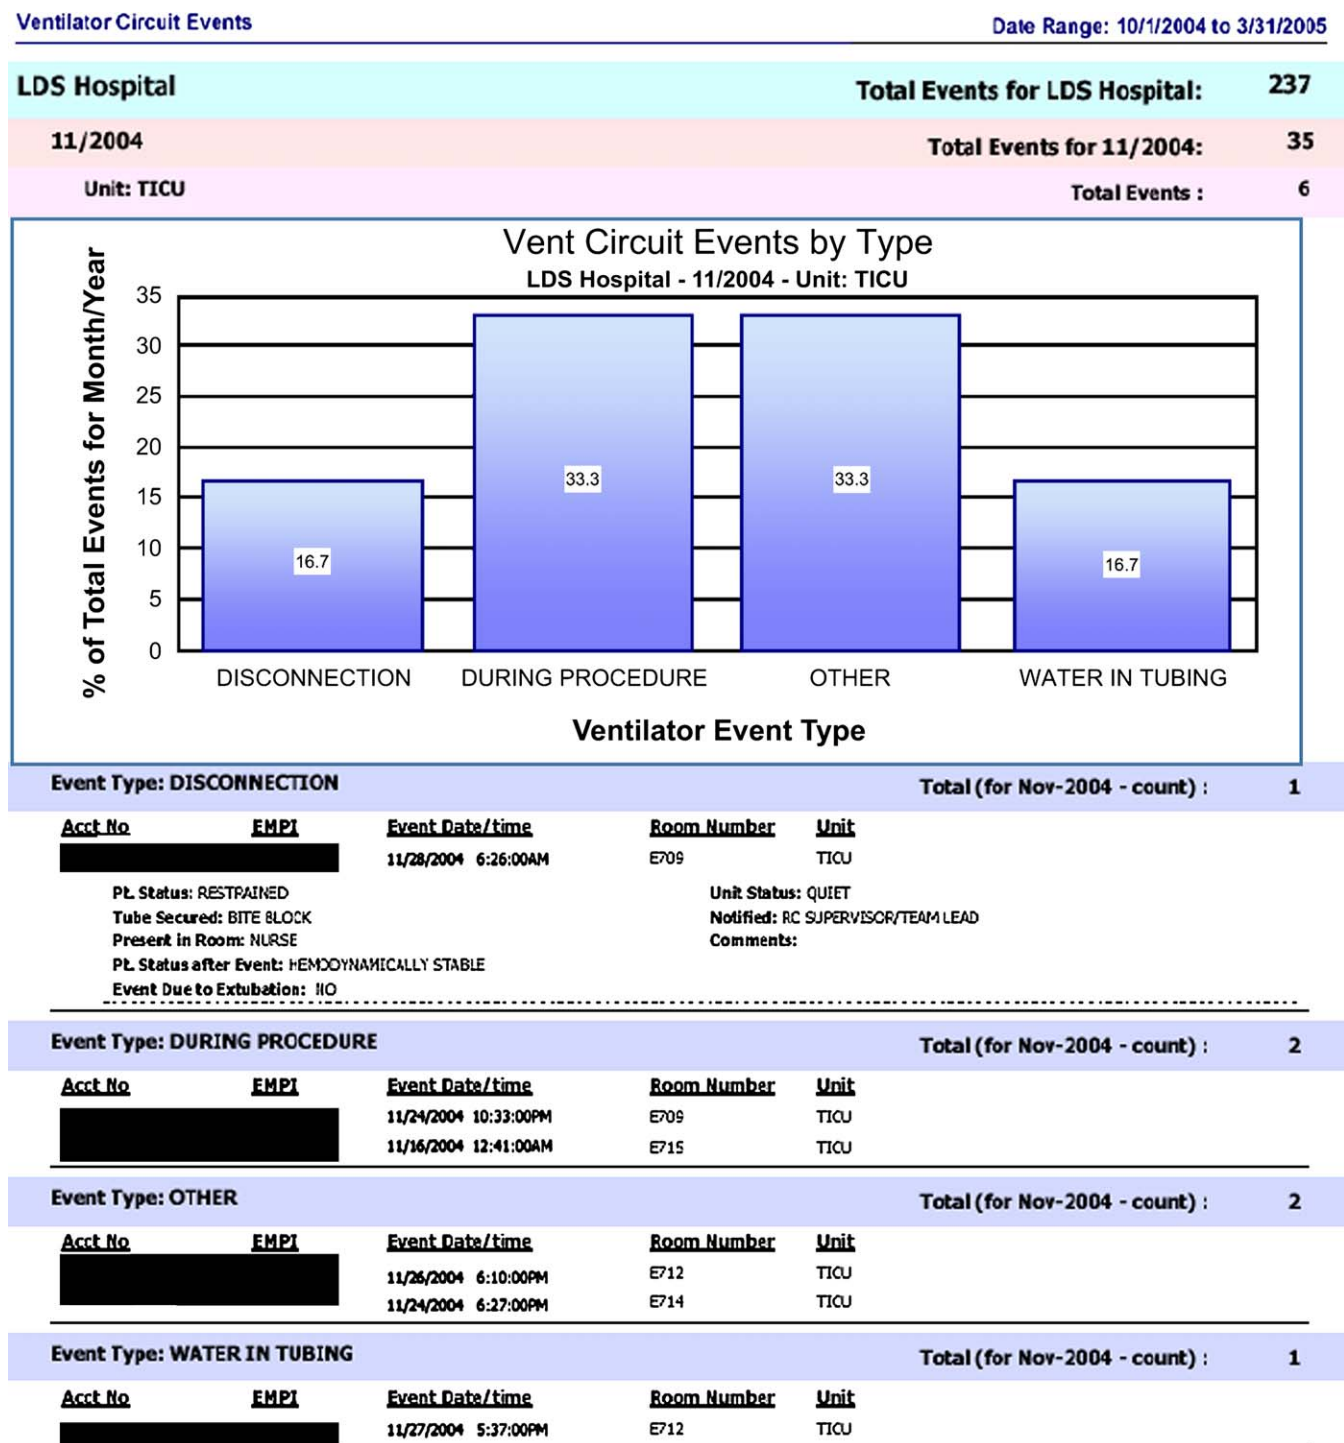 Ventilator Circuit Events
Date Range: 10/1/2004 to 3/31/2005
LDS Hospital Total Events for LDS Hospital: 237
11/2004 Total Events for 11/2004: 35
Unit: TICU Total Events : 6
Vent Circuit Events by Type
LDS Hospital - 11/2004 - Unit: TICU
% of Total Events for Month/Year
35
30
25
20
15
10
5
0
16.7 33.3 33.3 16.7
DISCONNECTION DURING PROCEDURE OTHER WATER IN TUBING
Ventilator Event Type
Event Type: DISCONNECTION Total (for Nov-2004 - count) : 1
Acct No EMPI Event Date/time Room Number Unit
11/28/2004 6:26:00AM E709 TICU
Pt. Status: RESTRAINED Unit Status: QUIET
Tube Secured: BITE BLOCK Notified: RC SUPERVISOR/TEAM LEAD
Present in Room: NURSE Comments:
Pt. Status after Event: HEMODYNAMICALLY STABLE
Event Due to Extubation: NO
Event Type: DURING PROCEDURE Total (for Nov-2004 - count) : 2
Acct No EMPI Event Date/time Room Number Unit
11/24/2004 10:33:00PM E709 TICU
11/16/2004 12:41:00AM E715 TICU
Event Type: OTHER Total (for Nov-2004 - count) : 2
Acct No EMPI Event Date/time Room Number Unit
11/26/2004 6:10:00PM E712 TICU
11/24/2004 6:27:00PM E714 TICU
Event Type: WATER IN TUBING Total (for Nov-2004 - count) : 1
Acct No EMPI Event Date/time Room Number Unit
11/27/2004 5:37:00PM E712 TICU